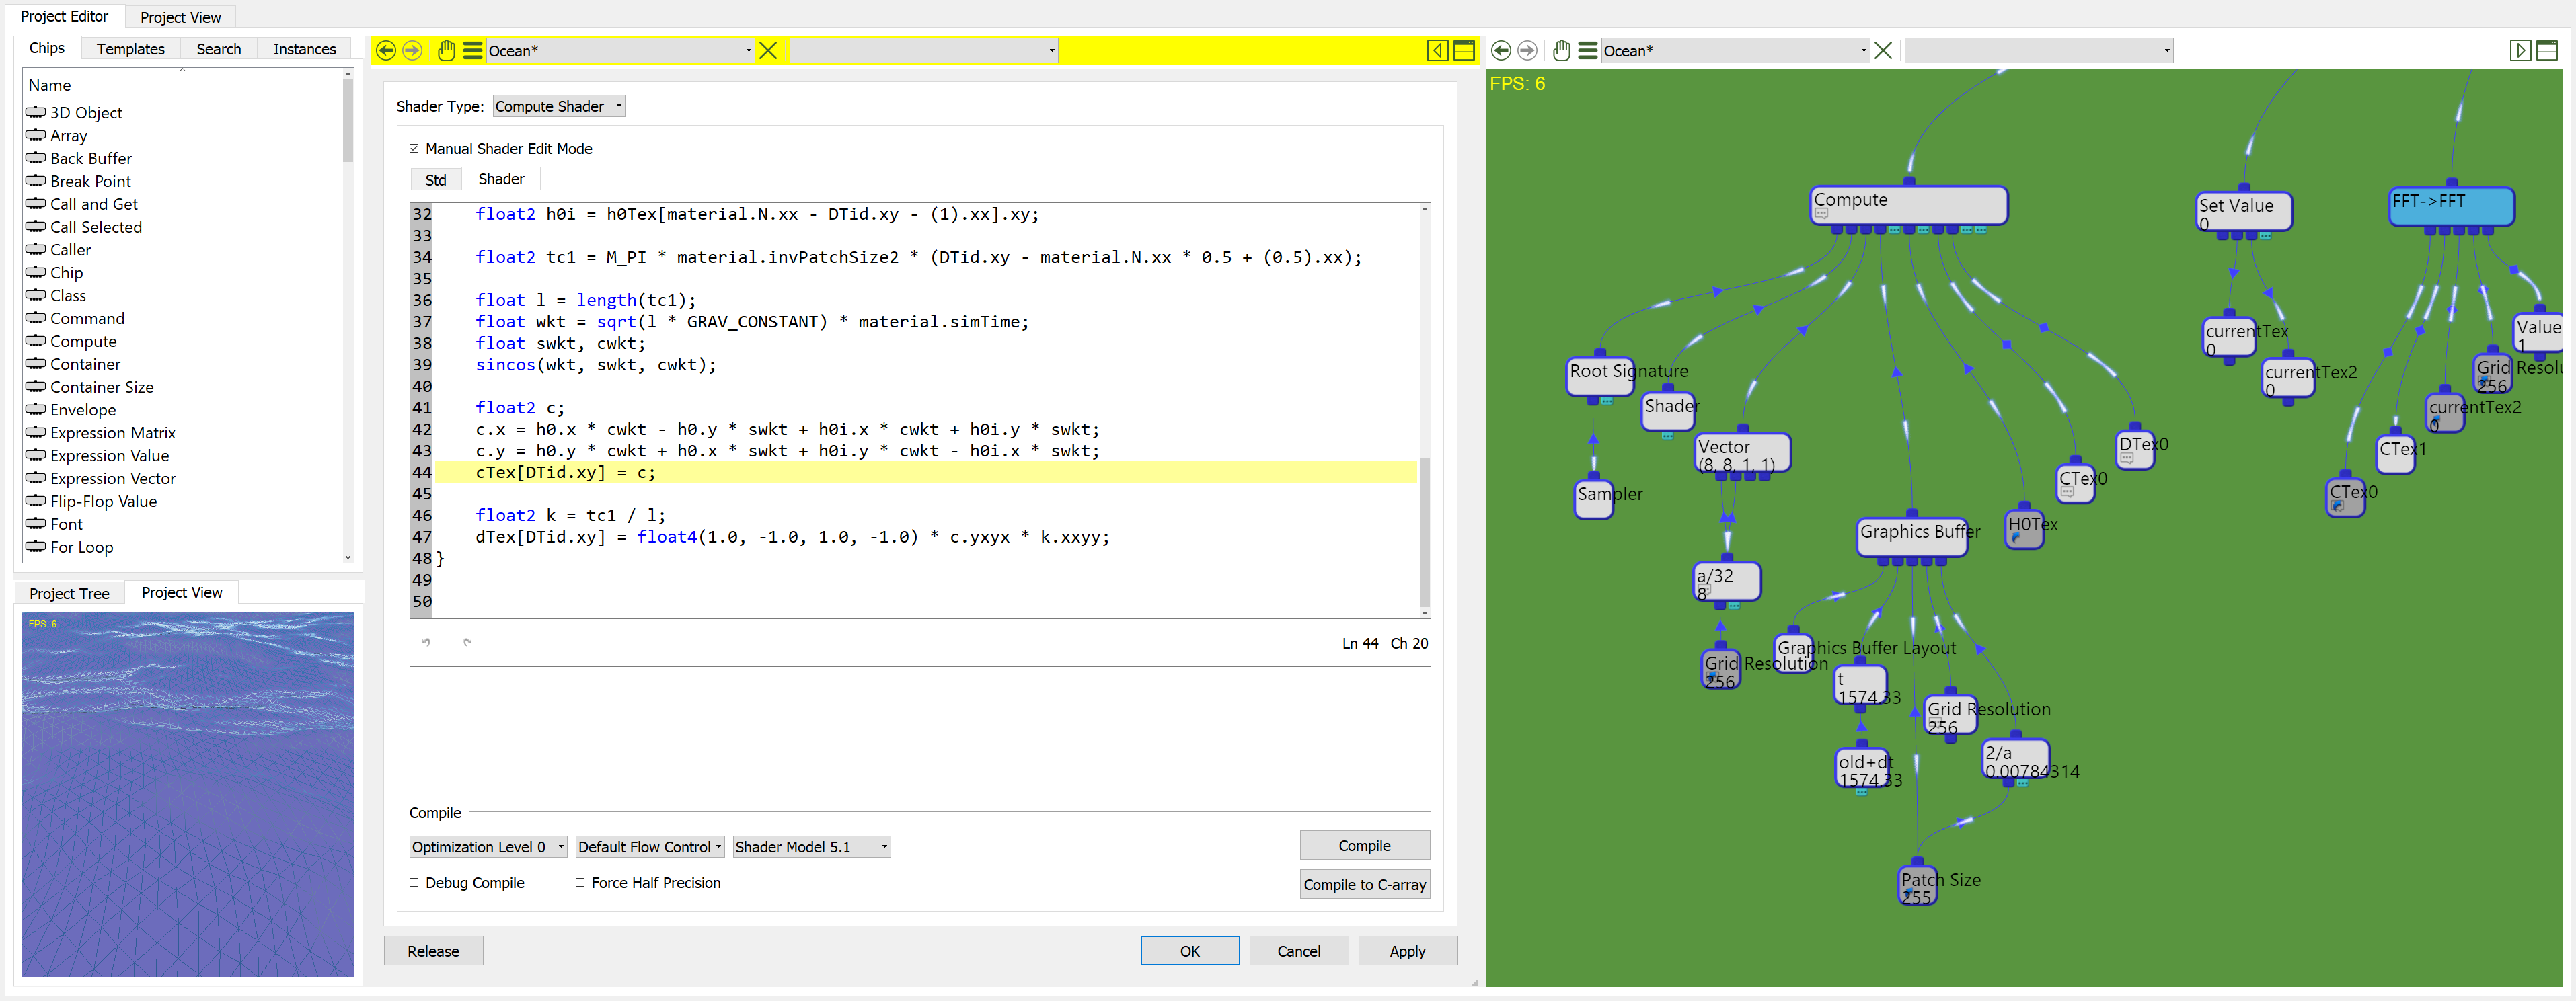 Project Editor Project View
Chips Templates Search Instances
Name
3D Object
Array
Back Buffer
Break Point
Call and Get
Call Selected
Caller
Chip
Class
Command
Compute
Container
Container Size
Envelope
Expression Matrix
Expression Value
Expression Vector
Flip-Flop Value
Font
For Loop
Project Tree Project View
FPS: 6
Ocean*
Shader Type: Compute Shader
Manual Shader Edit Mode
Std Shader
32 float2 h0i = h0Tex[material.N.xx - DTid.xy - (1).xx].xy;
33
34 float2 tc1 = M_PI * material.invPatchSize2 * (DTid.xy - material.N.xx * 0.5 + (0.5).xx);
35
36 float l = length(tc1);
37 float wkt = sqrt(l * GRAV_CONSTANT) * material.simTime;
38 float swkt, cwkt;
39 sincos(wkt, swkt, cwkt);
40
41 float2 c;
42 c.x = h0.x * cwkt - h0.y * swkt + h0i.x * cwkt + h0i.y * swkt;
43 c.y = h0.y * cwkt + h0.x * swkt + h0i.y * cwkt - h0i.x * swkt;
44 cTex[DTid.xy] = c;
45
46 float2 k = tc1 / l;
47 dTex[DTid.xy] = float4(1.0, -1.0, 1.0, -1.0) * c.yxyx * k.xxyy;
48 }
49
50
Ln 44 Ch 20
Compile
Optimization Level 0 Default Flow Control Shader Model 5.1 Compile
Debug Compile Force Half Precision Compile to C-array
Release OK Cancel Apply
Ocean*
FPS: 6
Compute
Set Value
0
FFT->FFT
currentTex
0
currentTex2
0
Value
1
Grid Resolu
256
currentTex2
0
CTex1
CTex0
Root Signature
Shader
Sampler
Vector
(8, 8, 1, 1)
a/32
8
Grid Resolution
256
Graphics Buffer
H0Tex
CTex0
DTex0
Graphics Buffer Layout
t
1574.33
old+dt
1574.33
Grid Resolution
256
2/a
0.00784314
Patch Size
255